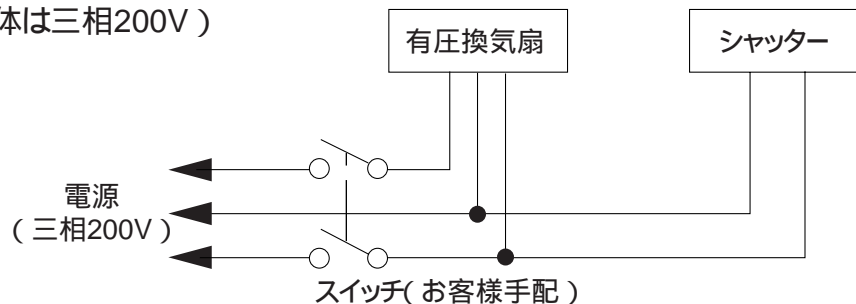 体は三相200V）
有圧換気扇
シャッター
電源
（三相200V）
スイッチ（お客様手配）